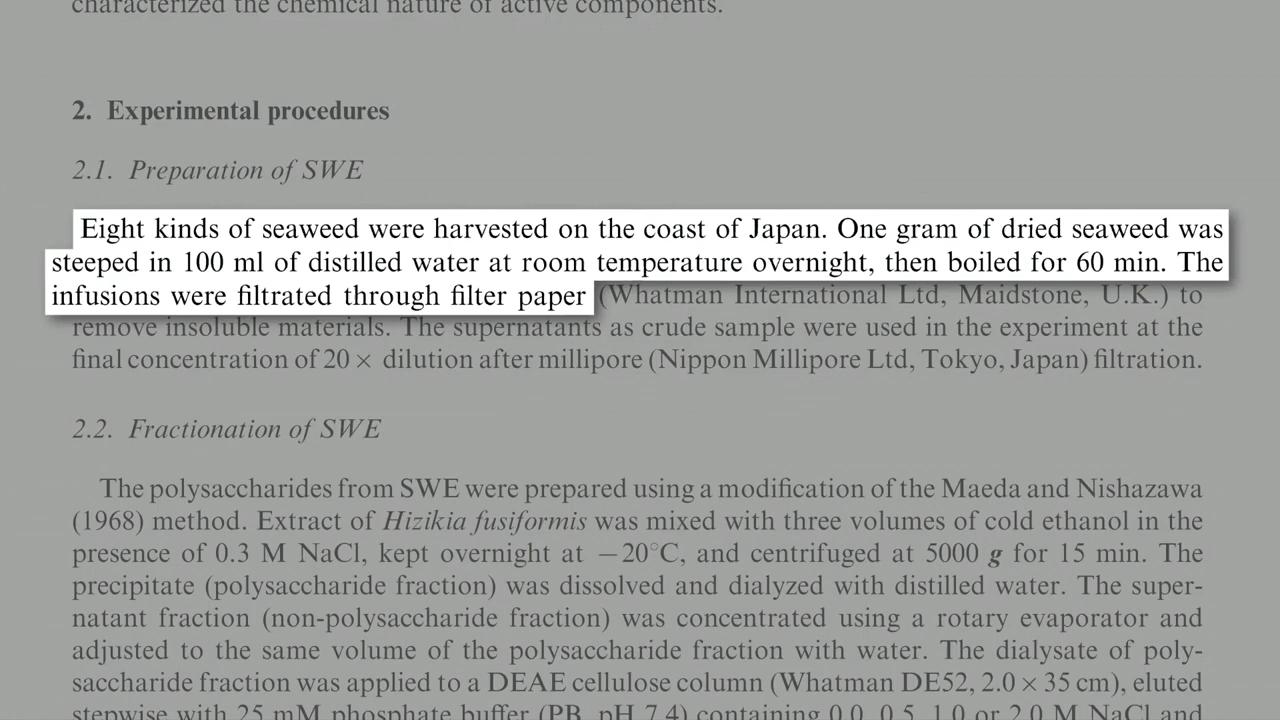 characterized the chemical nature of active components.
2. Experimental procedures
2.1. Preparation of SWE
Eight kinds of seaweed were harvested on the coast of Japan. One gram of dried seaweed was
steeped in 100 ml of distilled water at room temperature overnight, then boiled for 60 min. The
infusions were filtrated through filter paper (Whatman International Ltd, Maidstone, U.K.) to
remove insoluble materials. The supernatants as crude sample were used in the experiment at the
final concentration of 20 × dilution after millipore (Nippon Millipore Ltd, Tokyo, Japan) filtration.
2.2. Fractionation of SWE
The polysaccharides from SWE were prepared using a modification of the Maeda and Nishazawa
(1968) method. Extract of Hizikia fusiformis was mixed with three volumes of cold ethanol in the
presence of 0.3 M NaCl, kept overnight at −20°C, and centrifuged at 5000 g for 15 min. The
precipitate (polysaccharide fraction) was dissolved and dialyzed with distilled water. The super-
natant fraction (non-polysaccharide fraction) was concentrated using a rotary evaporator and
adjusted to the same volume of the polysaccharide fraction with water. The dialysate of poly-
saccharide fraction was applied to a DEAE cellulose column (Whatman DE52, 2.0 × 35 cm), eluted
stepwise with 25 mM phosphate buffer (PB, pH 7.4) containing 0.0, 0.5, 1.0 or 2.0 M NaCl and